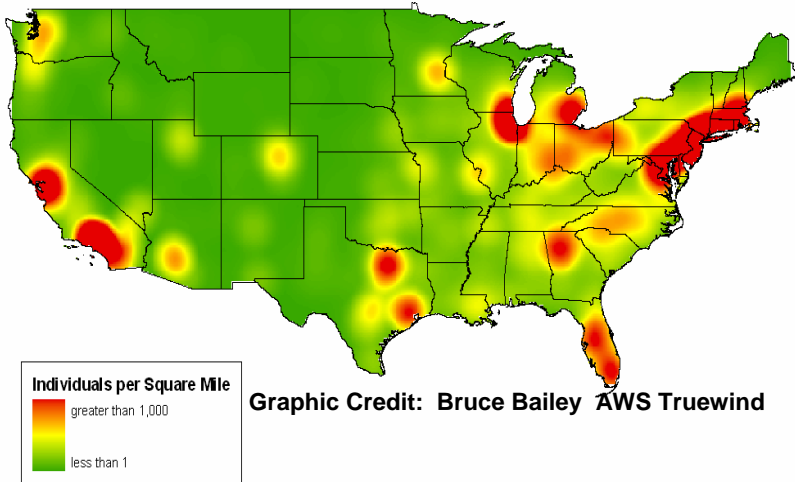 Individuals per Square Mile
greater than 1,000
less than 1
Graphic Credit: Bruce Bailey AWS Truewind